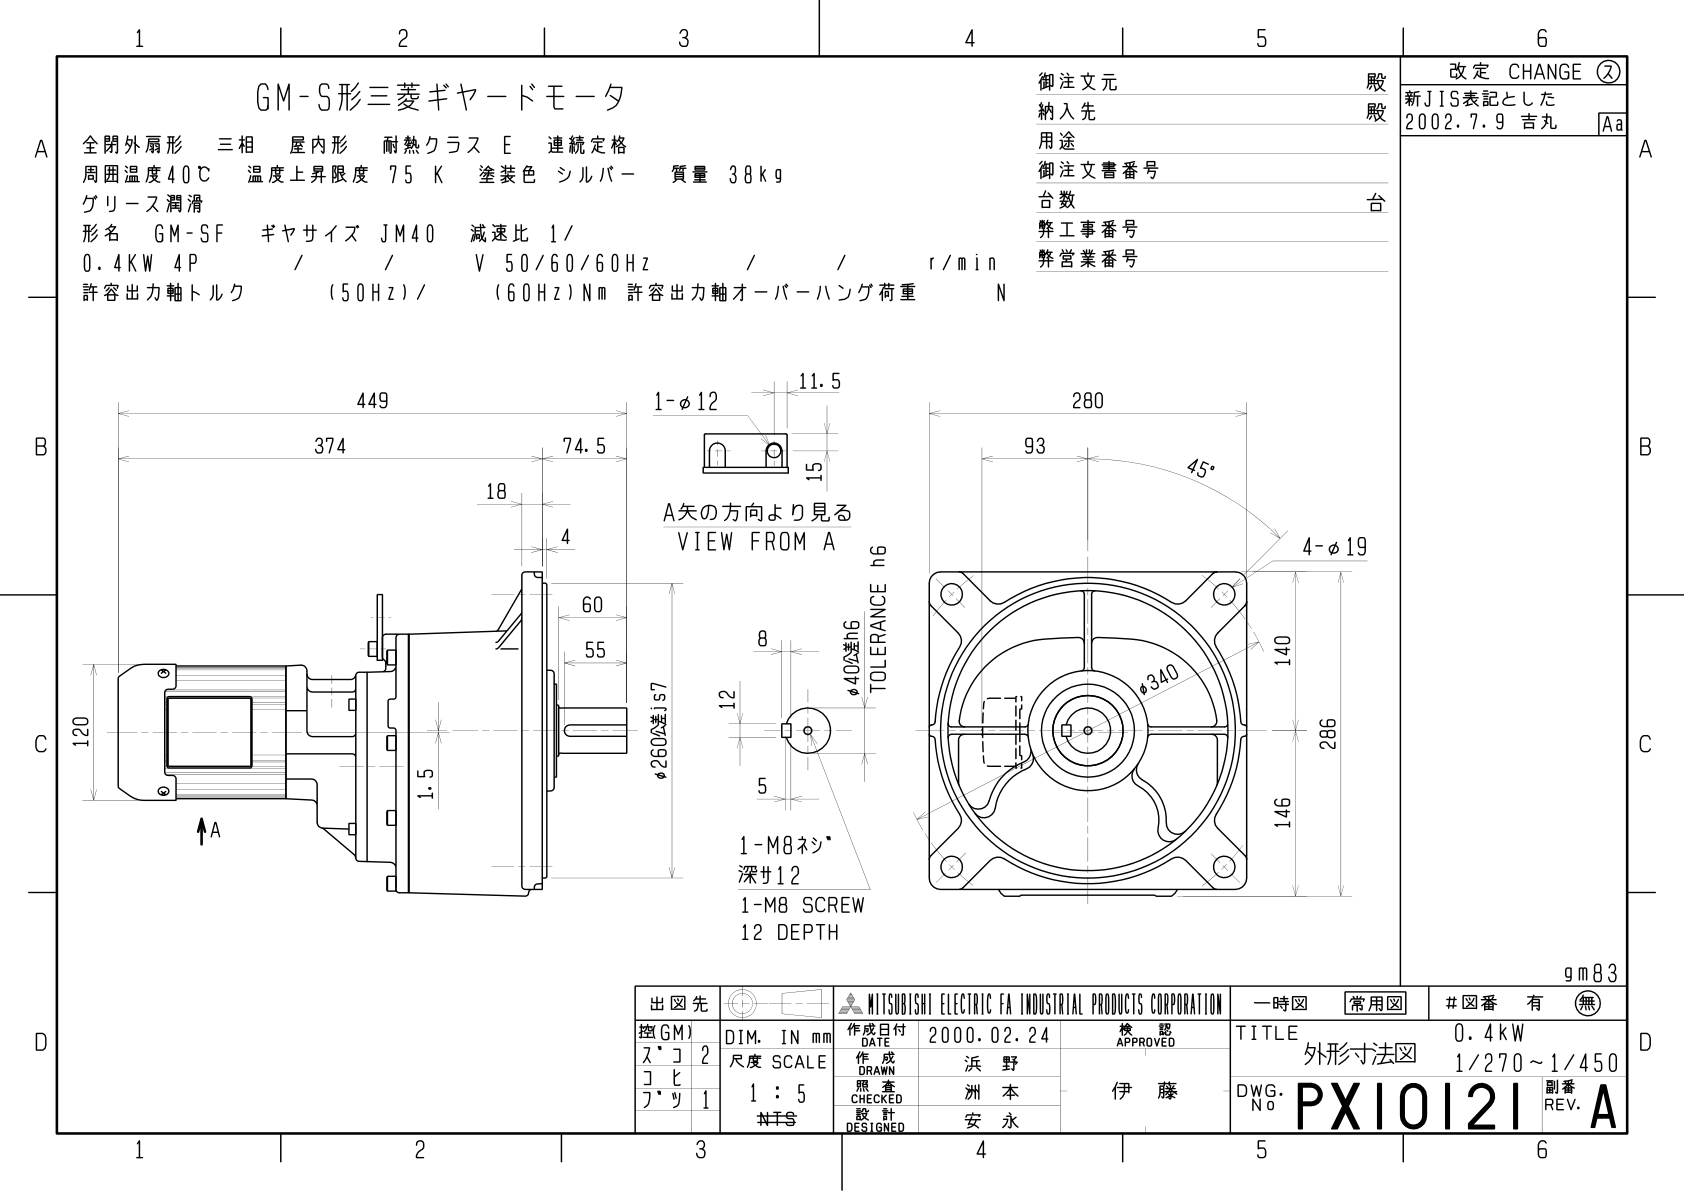 1 2 3 4 5 6
GM-S形三菱ギヤードモータ
全閉外扇形 三相 屋内形 耐熱クラス E 連続定格
周囲温度40℃ 温度上昇限度 75 K 塗装色 シルバー 質量 38kg
グリース潤滑
形名 GM-SF ギヤサイズ JM40 減速比 1/
0.4KW 4P / / V 50/60/60Hz / / r/min
許容出力軸トルク (50Hz)/ (60Hz)Nm 許容出力軸オーバーハング荷重 N
御注文元 殿
納入先 殿
用途
御注文書番号
台数 台
弊工事番号
弊営業番号
改定 CHANGE ス
新JIS表記とした
2002.7.9 吉丸 Aa
A A
B B
C C
D D
449
374 74.5
18
4
60
55
120
1.5
φ260公差js7
A
11.5
1-φ12
15
A矢の方向より見る
VIEW FROM A
8
12
5
φ40公差h6
TOLERANCE h6
1-M8ネジ
深サ12
1-M8 SCREW
12 DEPTH
280
93
45°
4-φ19
φ340
140
286
146
gm83
出図先
控(GM)
ズコ 2
コヒ
ブツ 1
DIM. IN mm
尺度 SCALE
1 : 5
NTS
MITSUBISHI ELECTRIC FA INDUSTRIAL PRODUCTS CORPORATION
作成日付 DATE 2000.02.24 検認 APPROVED
作成 DRAWN 浜野
照査 CHECKED 洲本 伊藤
設計 DESIGNED 安永
一時図 常用図 #図番 有 無
TITLE 0.4kW
外形寸法図 1/270~1/450
DWG. No PX10121 副番 REV. A
1 2 3 4 5 6